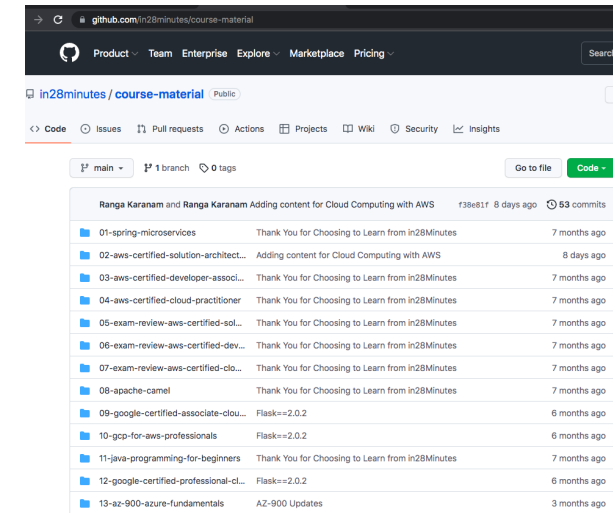 github.com/in28minutes/course-material
Product Team Enterprise Explore Marketplace Pricing Search
in28minutes / course-material Public
Code Issues Pull requests Actions Projects Wiki Security Insights
main 1 branch 0 tags Go to file Code
Ranga Karanam and Ranga Karanam Adding content for Cloud Computing with AWS f38e81f 8 days ago 53 commits
01-spring-microservices Thank You for Choosing to Learn from in28Minutes 7 months ago
02-aws-certified-solution-architect... Adding content for Cloud Computing with AWS 8 days ago
03-aws-certified-developer-associ... Thank You for Choosing to Learn from in28Minutes 7 months ago
04-aws-certified-cloud-practitioner Thank You for Choosing to Learn from in28Minutes 7 months ago
05-exam-review-aws-certified-sol... Thank You for Choosing to Learn from in28Minutes 7 months ago
06-exam-review-aws-certified-dev... Thank You for Choosing to Learn from in28Minutes 7 months ago
07-exam-review-aws-certified-clo... Thank You for Choosing to Learn from in28Minutes 7 months ago
08-apache-camel Thank You for Choosing to Learn from in28Minutes 7 months ago
09-google-certified-associate-clou... Flask==2.0.2 6 months ago
10-gcp-for-aws-professionals Flask==2.0.2 6 months ago
11-java-programming-for-beginners Thank You for Choosing to Learn from in28Minutes 7 months ago
12-google-certified-professional-cl... Flask==2.0.2 6 months ago
13-az-900-azure-fundamentals AZ-900 Updates 3 months ago